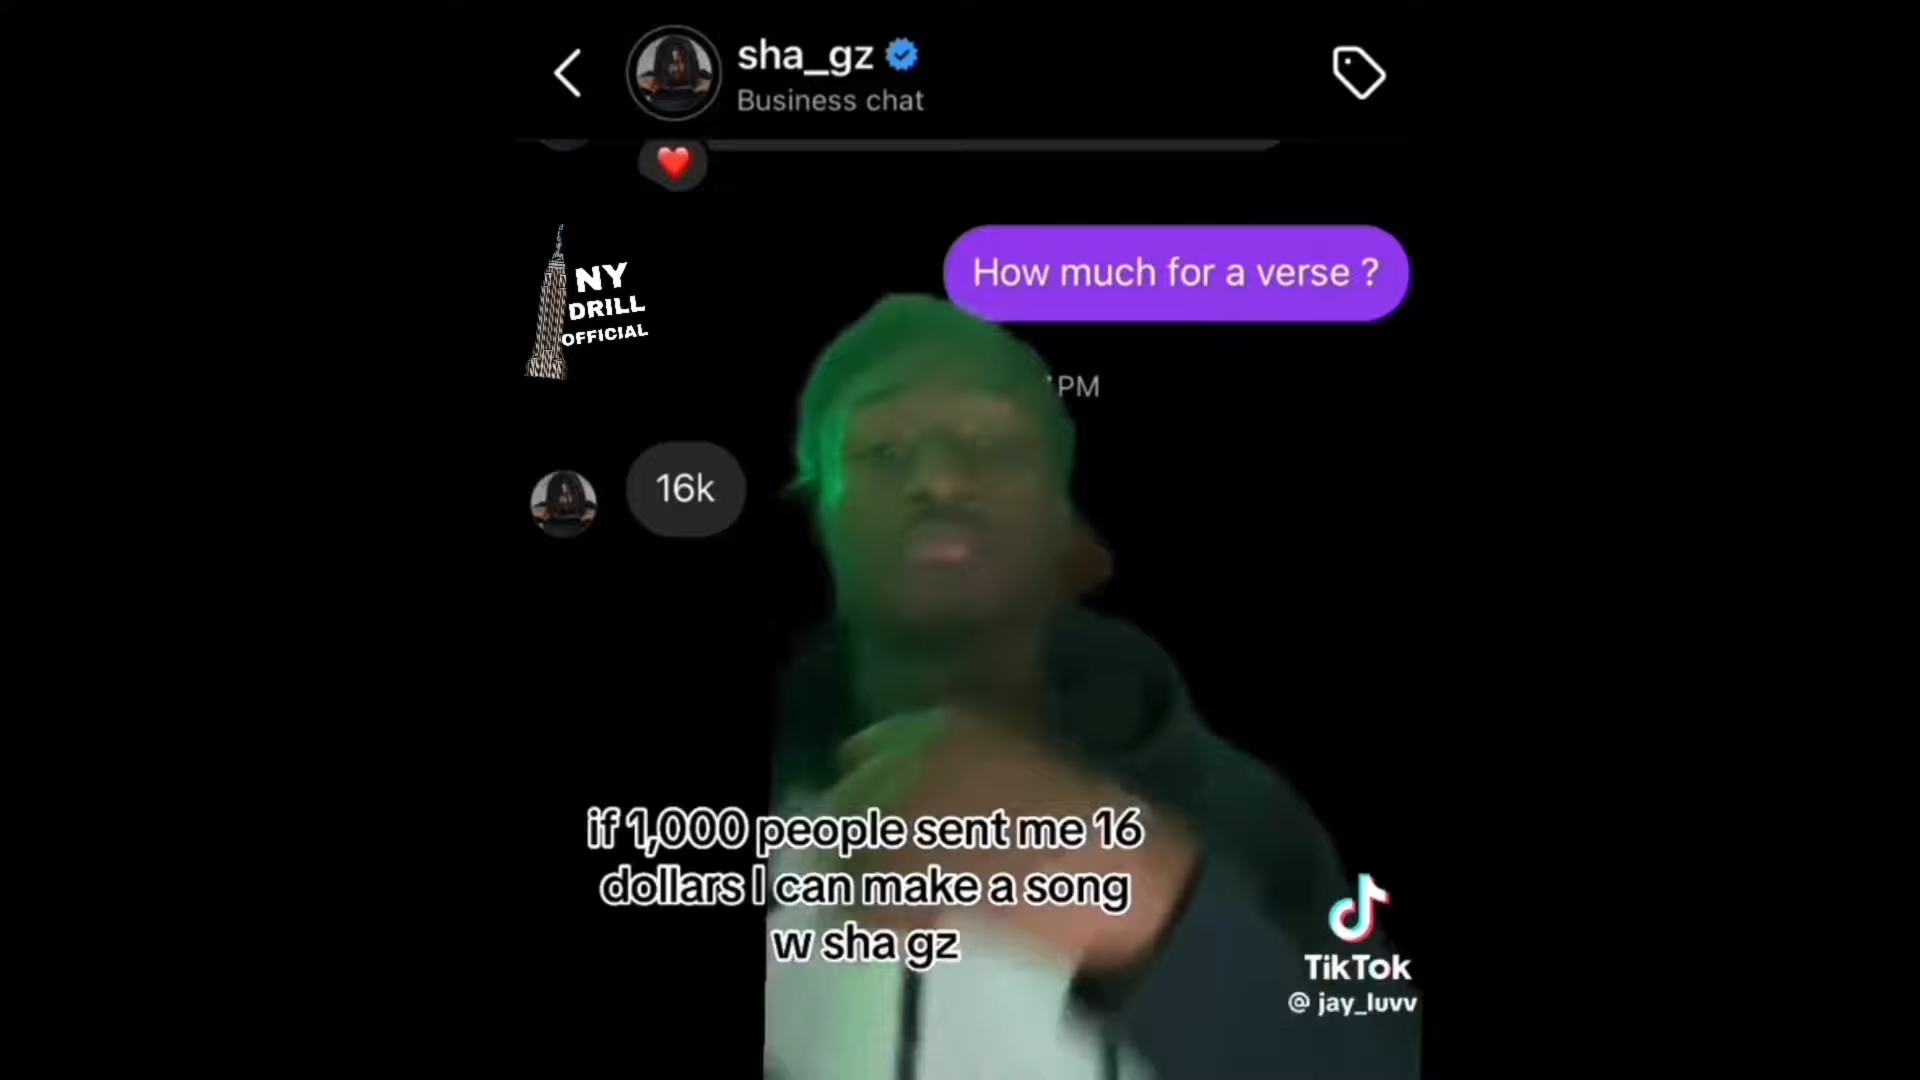 sha_gz
Business chat
How much for a verse ?
NY
DRILL
OFFICIAL
PM
16k
if 1,000 people sent me 16
dollars I can make a song
w sha gz
TikTok
@ jay_luvv